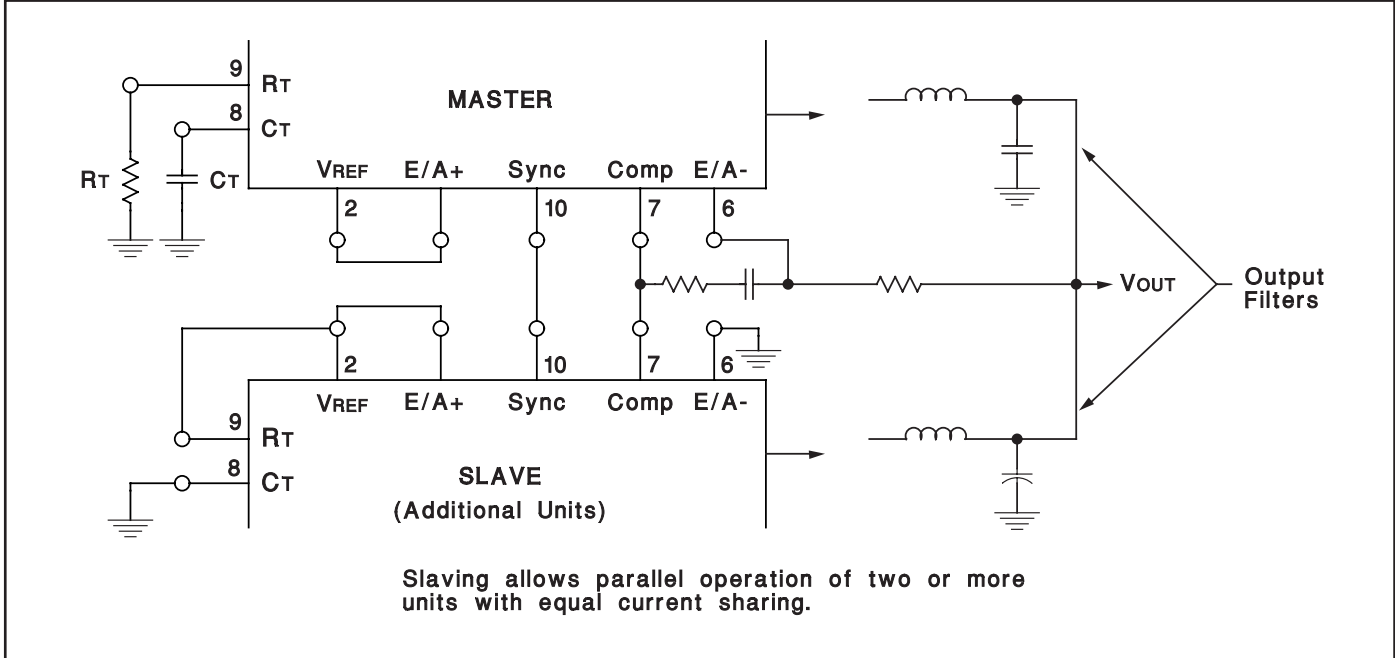 9
RT
8
CT
MASTER
RT
CT
VREF E/A+ Sync Comp E/A-
2 10 7 6
VOUT
Output
Filters
2 10 7 6
VREF E/A+ Sync Comp E/A-
9
RT
8
CT
SLAVE
(Additional Units)
Slaving allows parallel operation of two or more
units with equal current sharing.